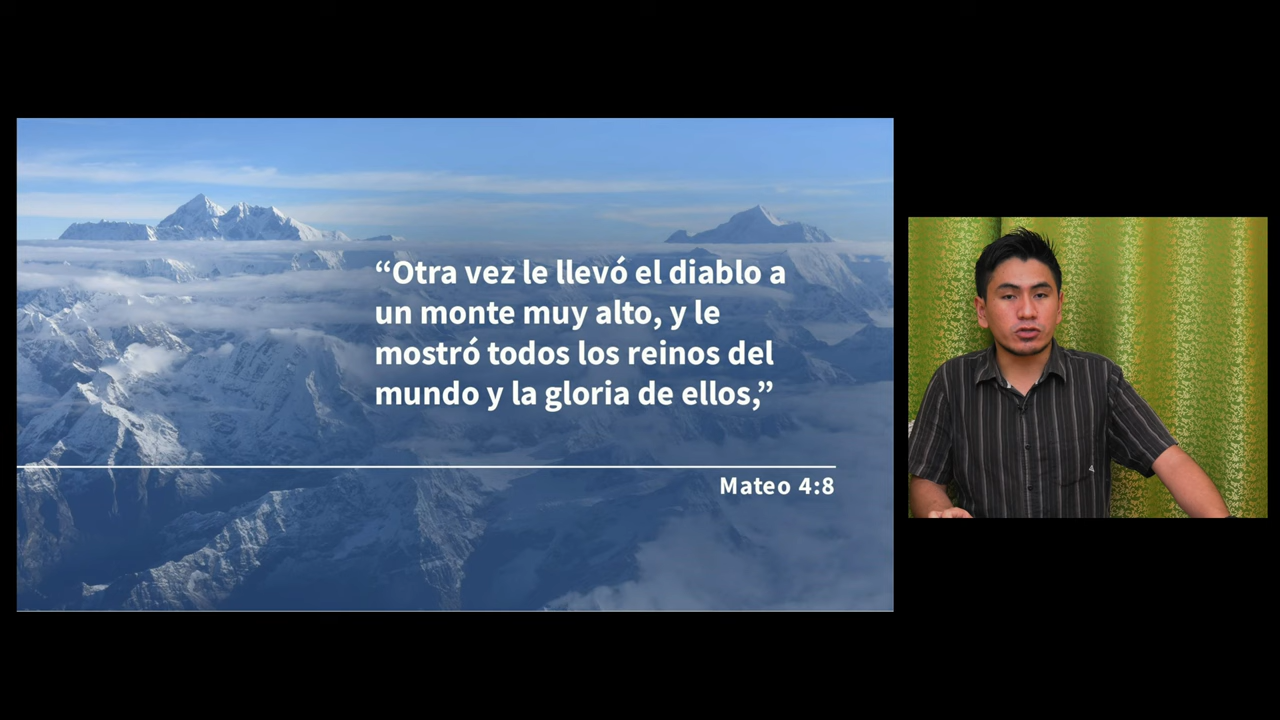 “Otra vez le llevó el diablo a
un monte muy alto, y le
mostró todos los reinos del
mundo y la gloria de ellos,”
Mateo 4:8